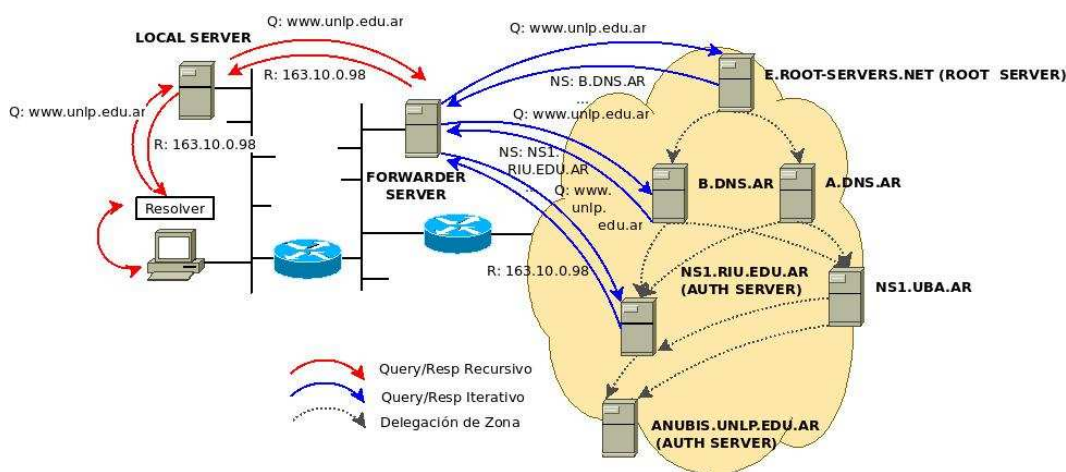 Q: www.unlp.edu.ar
LOCAL SERVER
R: 163.10.0.98
Q: www.unlp.edu.ar
R: 163.10.0.98
Resolver
FORWARDER
SERVER
Q: www.unlp.edu.ar
E.ROOT-SERVERS.NET (ROOT SERVER)
NS: B.DNS.AR
...
Q: www.unlp.edu.ar
NS: NS1.
RIU.EDU.AR
...
Q: www.
unlp.
edu.ar
R: 163.10.0.98
B.DNS.AR
A.DNS.AR
NS1.RIU.EDU.AR
(AUTH SERVER)
NS1.UBA.AR
ANUBIS.UNLP.EDU.AR
(AUTH SERVER)
Query/Resp Recursivo
Query/Resp Iterativo
Delegación de Zona